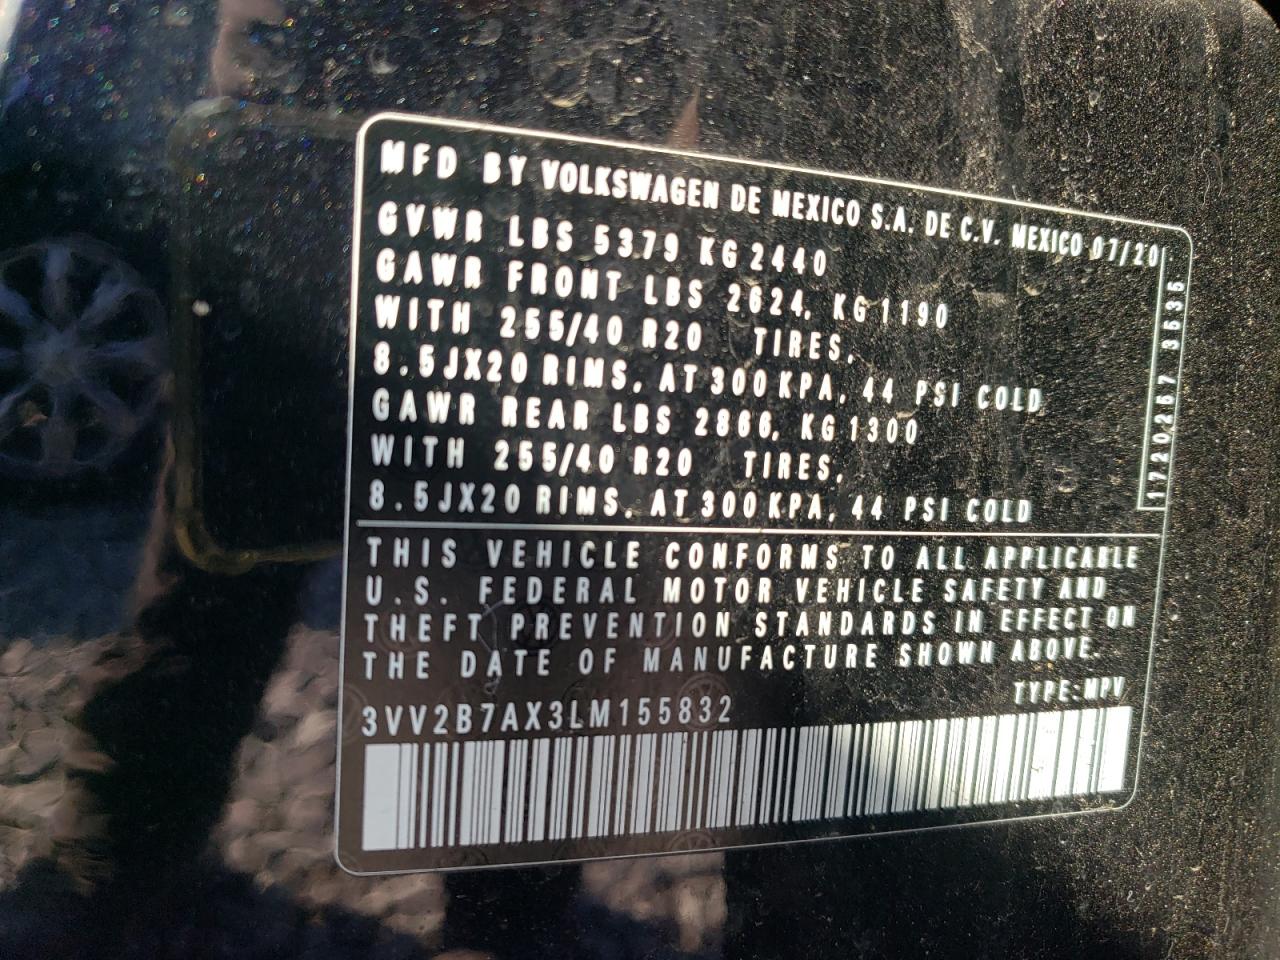 MFD BY VOLKSWAGEN DE MEXICO S.A. DE C.V. MEXICO 07/20
GVWR LBS 5379 KG 2440
GAWR FRONT LBS 2624, KG 1190
WITH 255/40 R20 TIRES,
8.5JX20 RIMS, AT 300 KPA, 44 PSI COLD
GAWR REAR LBS 2866, KG 1300
WITH 255/40 R20 TIRES,
8.5JX20 RIMS, AT 300 KPA, 44 PSI COLD
1720267 3635
THIS VEHICLE CONFORMS TO ALL APPLICABLE
U.S. FEDERAL MOTOR VEHICLE SAFETY AND
THEFT PREVENTION STANDARDS IN EFFECT ON
THE DATE OF MANUFACTURE SHOWN ABOVE.
TYPE:MPV
3VV2B7AX3LM155832